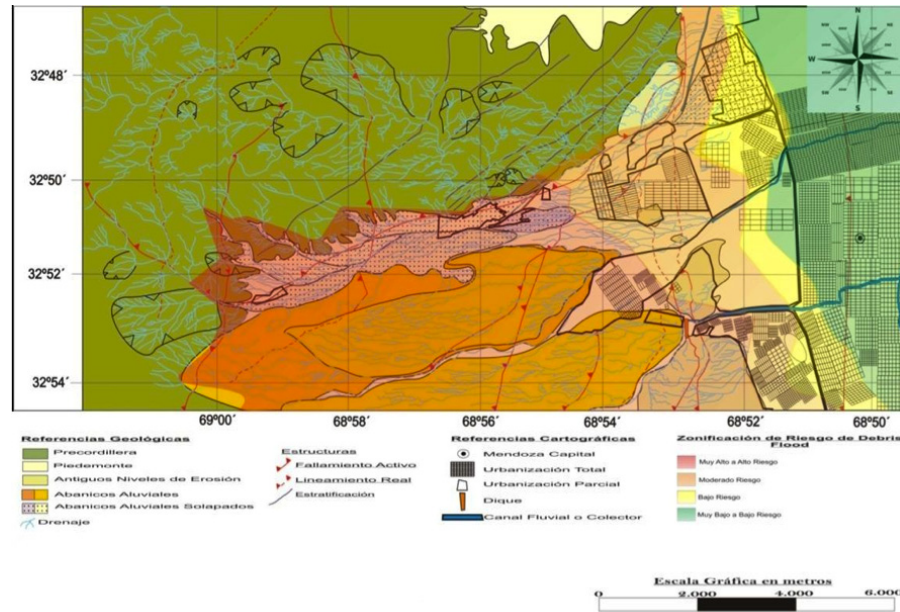 N
W
S
32°48'
32°50'
32°52'
32°54'
69°00'
68°58'
68°56'
68°54'
68°52'
68°50'
Referencias Geológicas
Precordillera
Piedemonte
Antiguos Niveles de Erosión
Abanicos Aluviales
Abanicos Aluviales Solapados
Drenaje
Estructuras
Fallamiento Activo
Lineamiento Real
Estratificación
Referencias Cartográficas
Mendoza Capital
Urbanización Total
Urbanización Parcial
Dique
Canal Fluvial o Colector
Zonificación de Riesgo de Debris
Flood
Muy Alto a Alto Riesgo
Moderado Riesgo
Bajo Riesgo
Muy Bajo a Bajo Riesgo
Escala Gráfica en metros
0 2.000 4.000 6.000